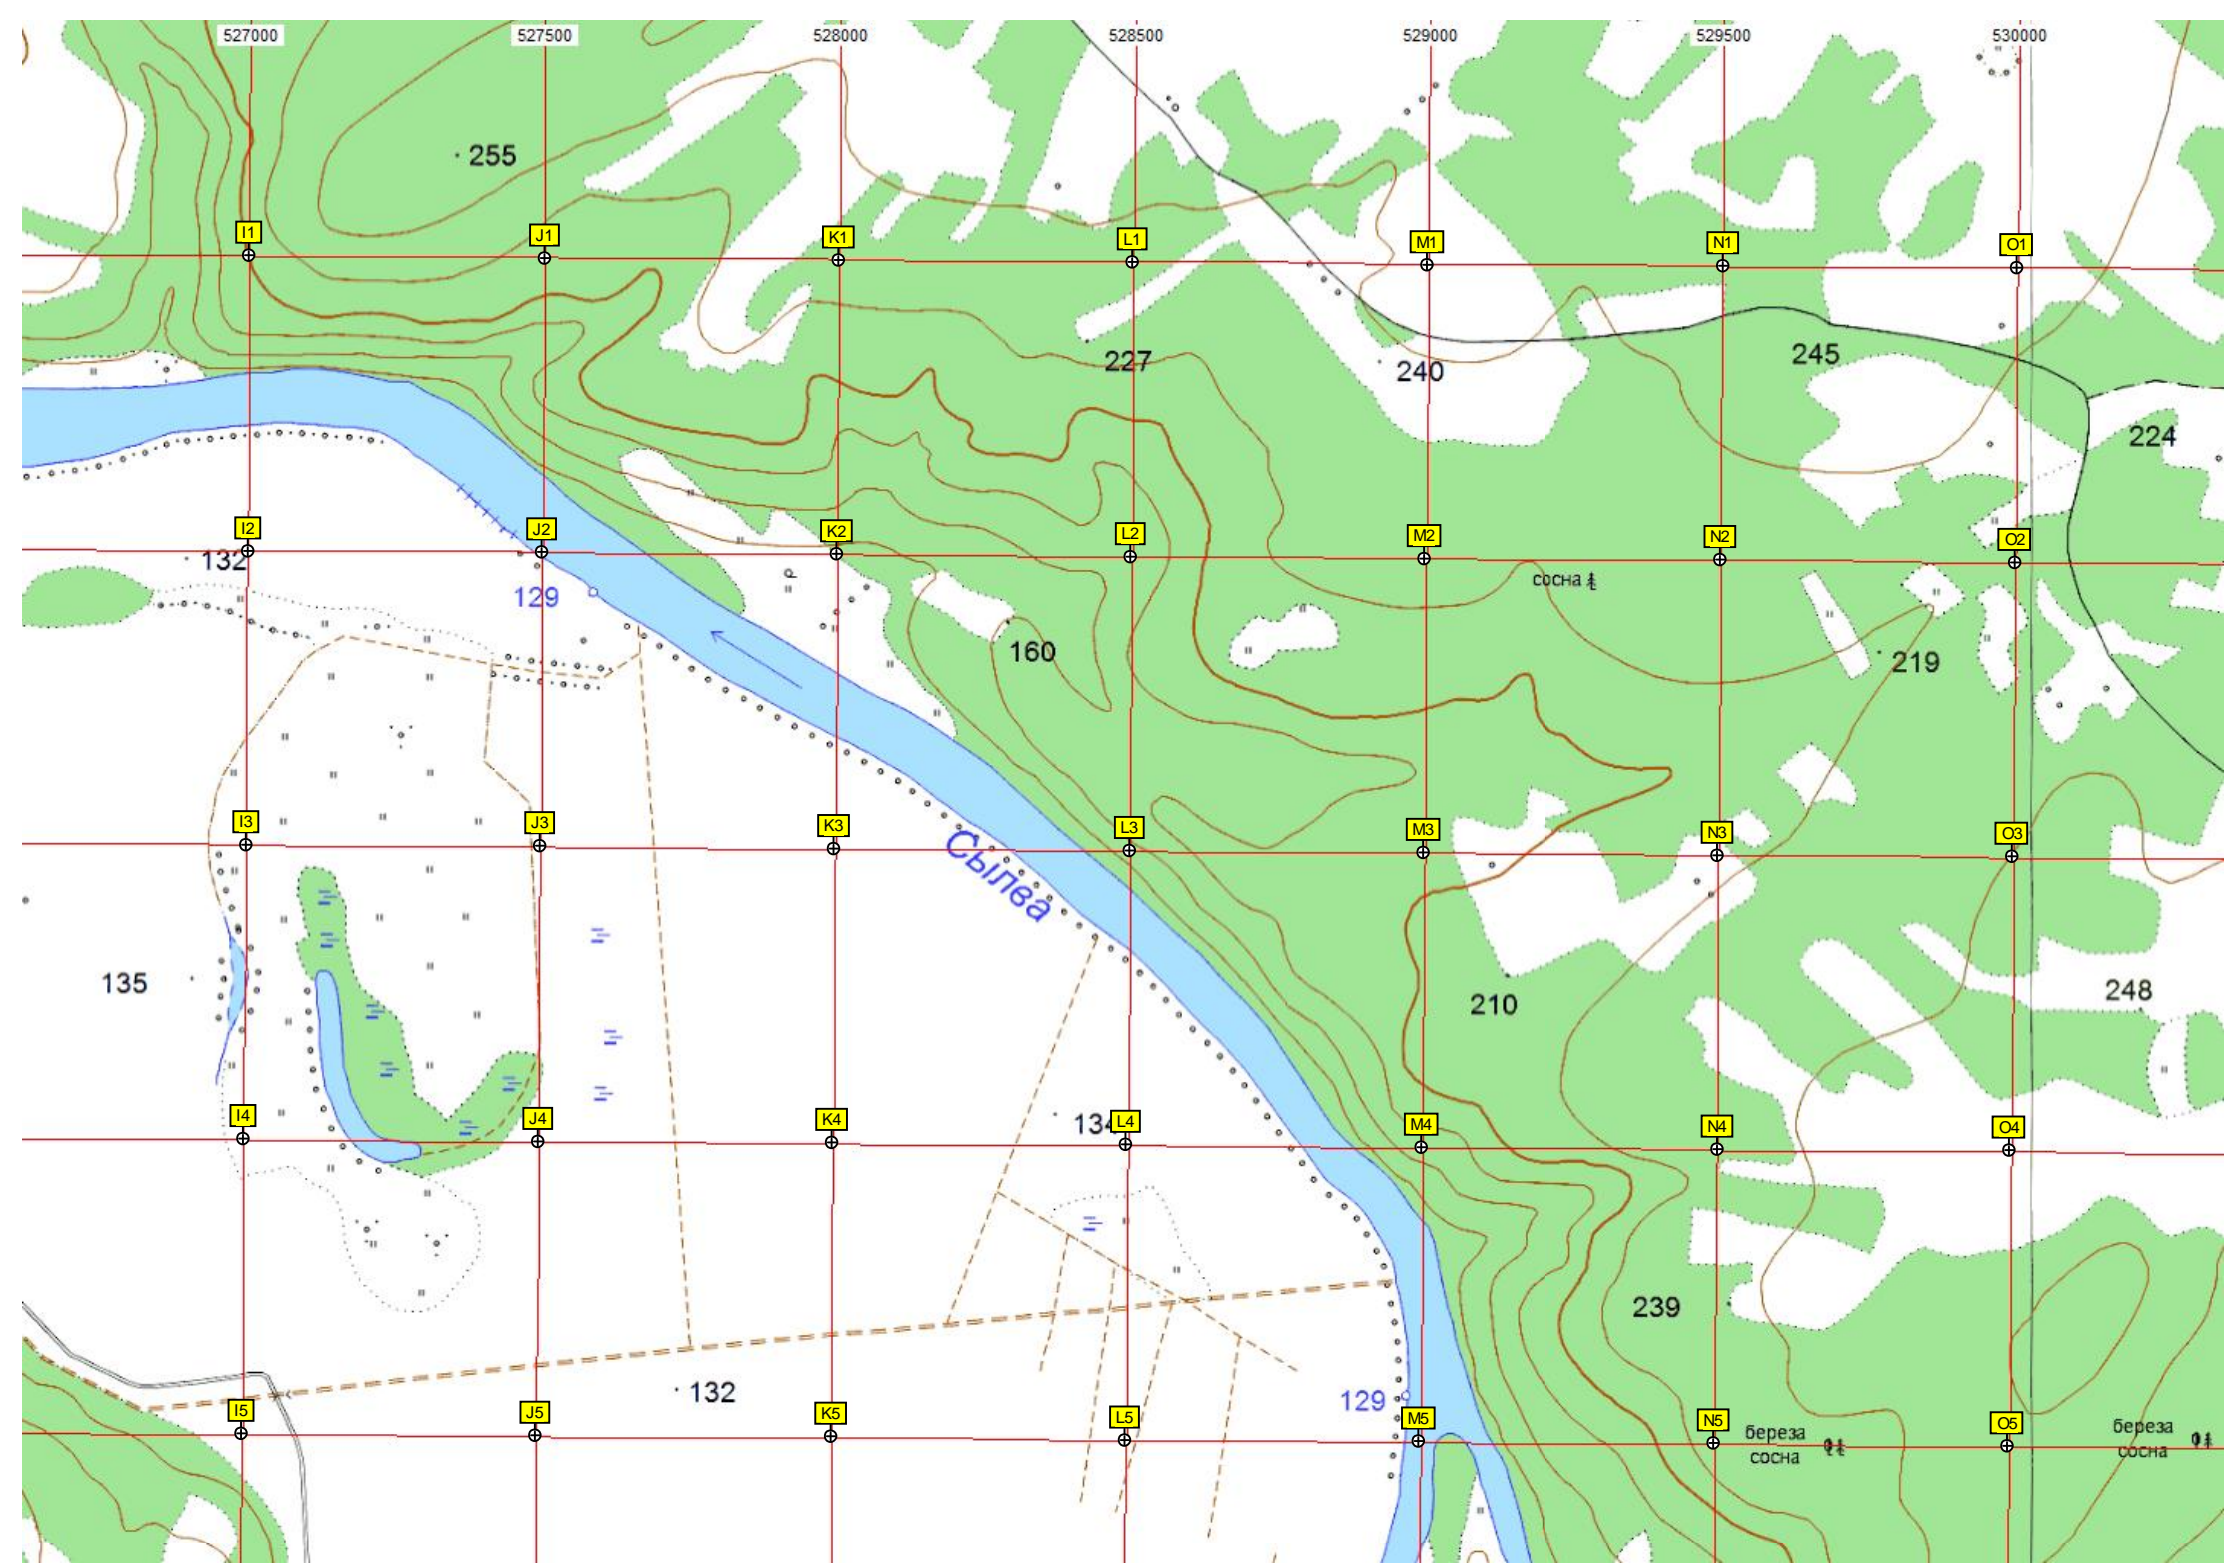 527000 527500 528000 528500 529000 529500 530000
255
I1 J1 K1 L1 M1 N1 O1
227 240 245
224
I2 J2 K2 L2 M2 N2 O2
132
сосна
129
160 219
I3 J3 K3 L3 M3 N3 O3
Сылва
135 210 248
I4 J4 K4 L4 M4 N4 O4
134
239
132 129
I5 J5 K5 L5 M5 N5 O5
береза береза
сосна сосна